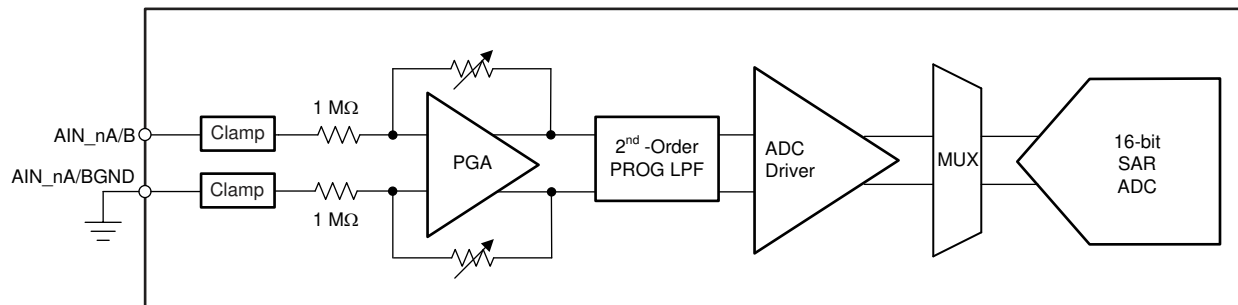 AIN_nA/B
Clamp
1 MΩ
AIN_nA/BGND
Clamp
1 MΩ
PGA
2nd -Order
PROG LPF
ADC
Driver
MUX
16-bit
SAR
ADC